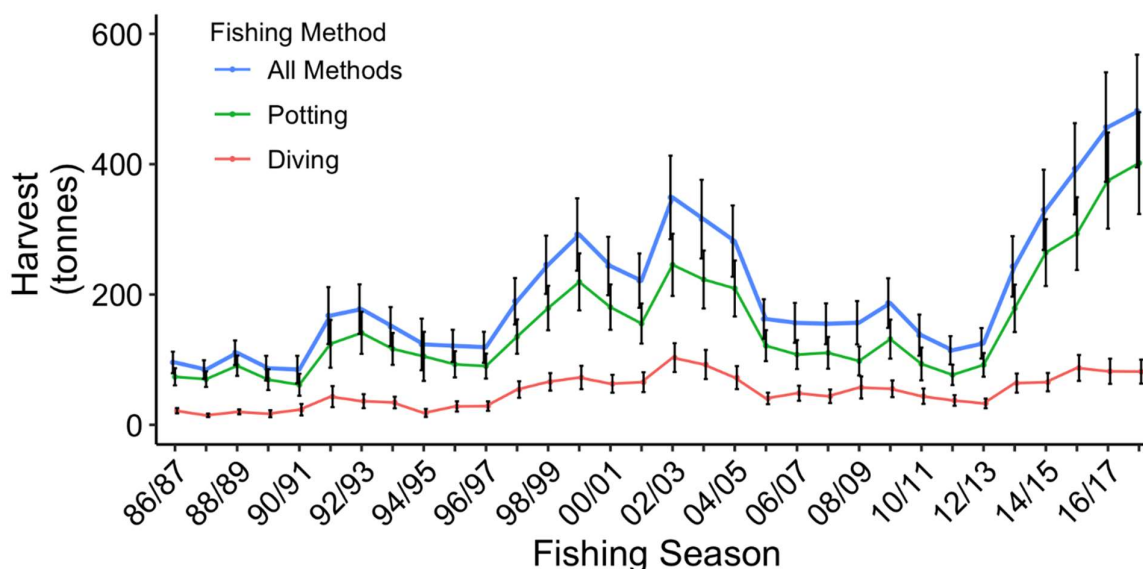 600
400
200
0
Harvest
(tonnes)
Fishing Method
All Methods
Potting
Diving
86/87
88/89
90/91
92/93
94/95
96/97
98/99
00/01
02/03
04/05
06/07
08/09
10/11
12/13
14/15
16/17
Fishing Season